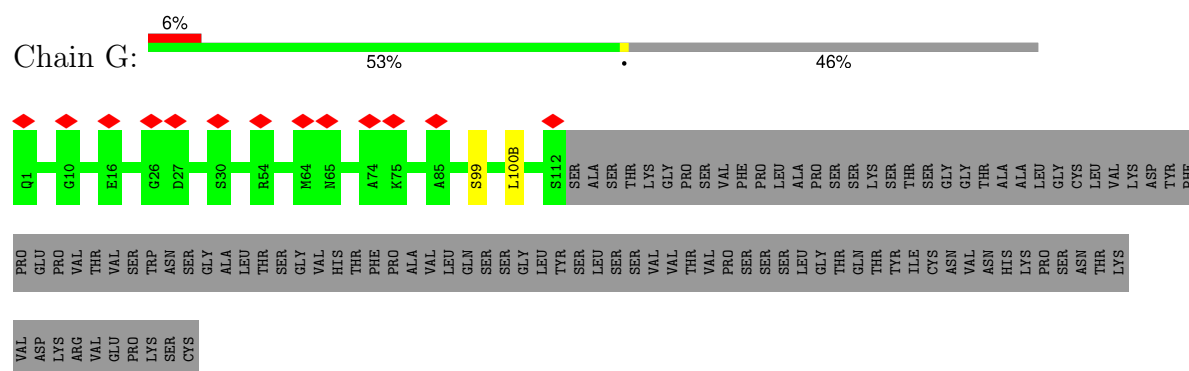 6%
Chain G:
53% • 46%
Q1 G10 E16 G26 D27 S30 R54 M64 N65 A74 K75 A85 S99 L100B S112 SER ALA SER THR LYS GLY PRO SER VAL PHE PRO LEU ALA PRO SER SER LYS SER THR SER GLY GLY THR ALA ALA LEU GLY CYS LEU VAL LYS ASP TYR PHE
PRO GLU PRO VAL THR VAL SER TRP ASN SER GLY ALA LEU THR SER GLY VAL HIS THR PHE PRO ALA VAL LEU GLN SER SER GLY LEU TYR SER LEU SER SER VAL VAL THR VAL PRO SER SER SER LEU GLY THR GLN THR TYR ILE CYS ASN VAL ASN HIS LYS PRO SER ASN THR LYS
VAL ASP LYS ARG VAL GLU PRO LYS SER CYS